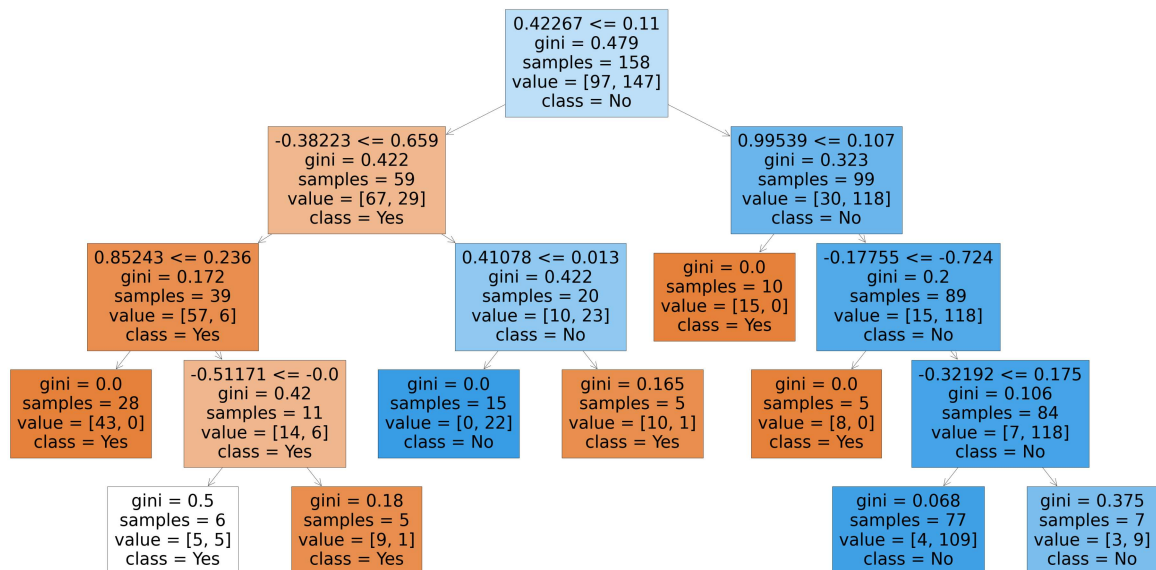 0.42267 <= 0.11
gini = 0.479
samples = 158
value = [97, 147]
class = No
-0.38223 <= 0.659
gini = 0.422
samples = 59
value = [67, 29]
class = Yes
0.99539 <= 0.107
gini = 0.323
samples = 99
value = [30, 118]
class = No
0.85243 <= 0.236
gini = 0.172
samples = 39
value = [57, 6]
class = Yes
0.41078 <= 0.013
gini = 0.422
samples = 20
value = [10, 23]
class = No
gini = 0.0
samples = 10
value = [15, 0]
class = Yes
-0.17755 <= -0.724
gini = 0.2
samples = 89
value = [15, 118]
class = No
gini = 0.0
samples = 28
value = [43, 0]
class = Yes
-0.51171 <= -0.0
gini = 0.42
samples = 11
value = [14, 6]
class = Yes
gini = 0.0
samples = 15
value = [0, 22]
class = No
gini = 0.165
samples = 5
value = [10, 1]
class = Yes
gini = 0.0
samples = 5
value = [8, 0]
class = Yes
-0.32192 <= 0.175
gini = 0.106
samples = 84
value = [7, 118]
class = No
gini = 0.5
samples = 6
value = [5, 5]
class = Yes
gini = 0.18
samples = 5
value = [9, 1]
class = Yes
gini = 0.068
samples = 77
value = [4, 109]
class = No
gini = 0.375
samples = 7
value = [3, 9]
class = No